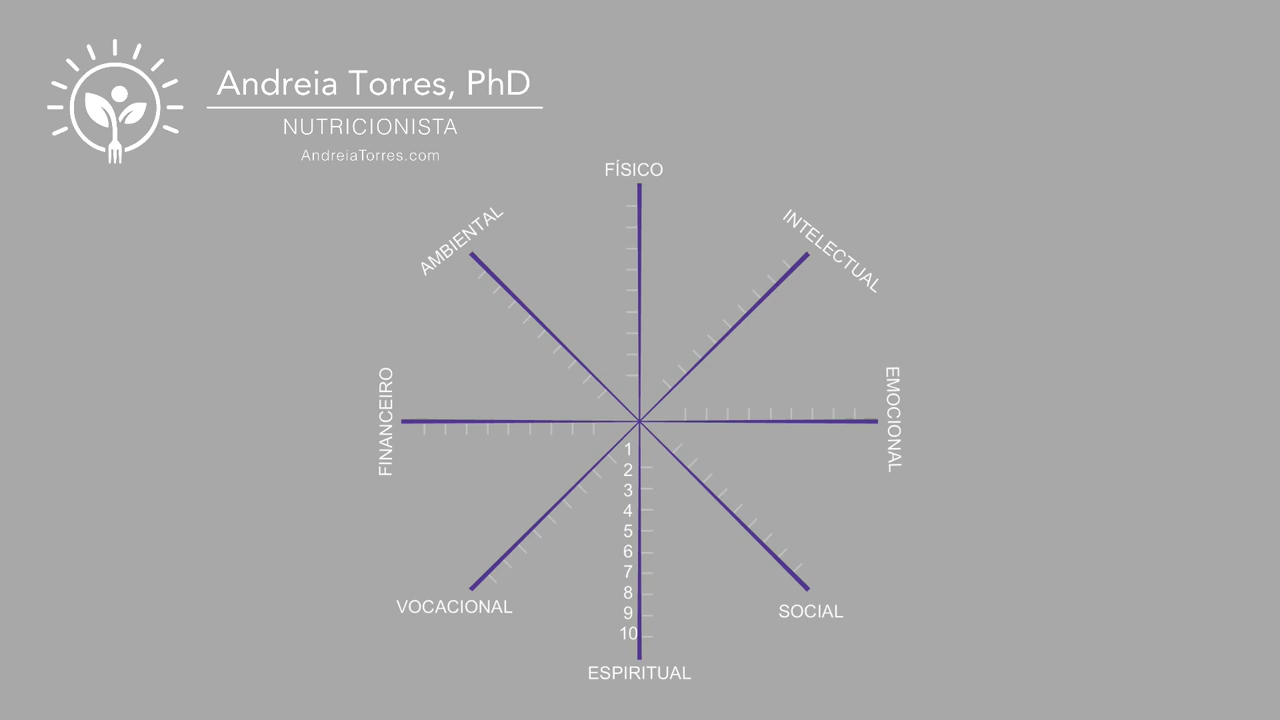 Andreia Torres, PhD
NUTRICIONISTA
AndreiaTorres.com
FÍSICO
AMBIENTAL
INTELECTUAL
FINANCEIRO
EMOCIONAL
1
2
3
4
5
6
7
8
9
10
VOCACIONAL
SOCIAL
ESPIRITUAL